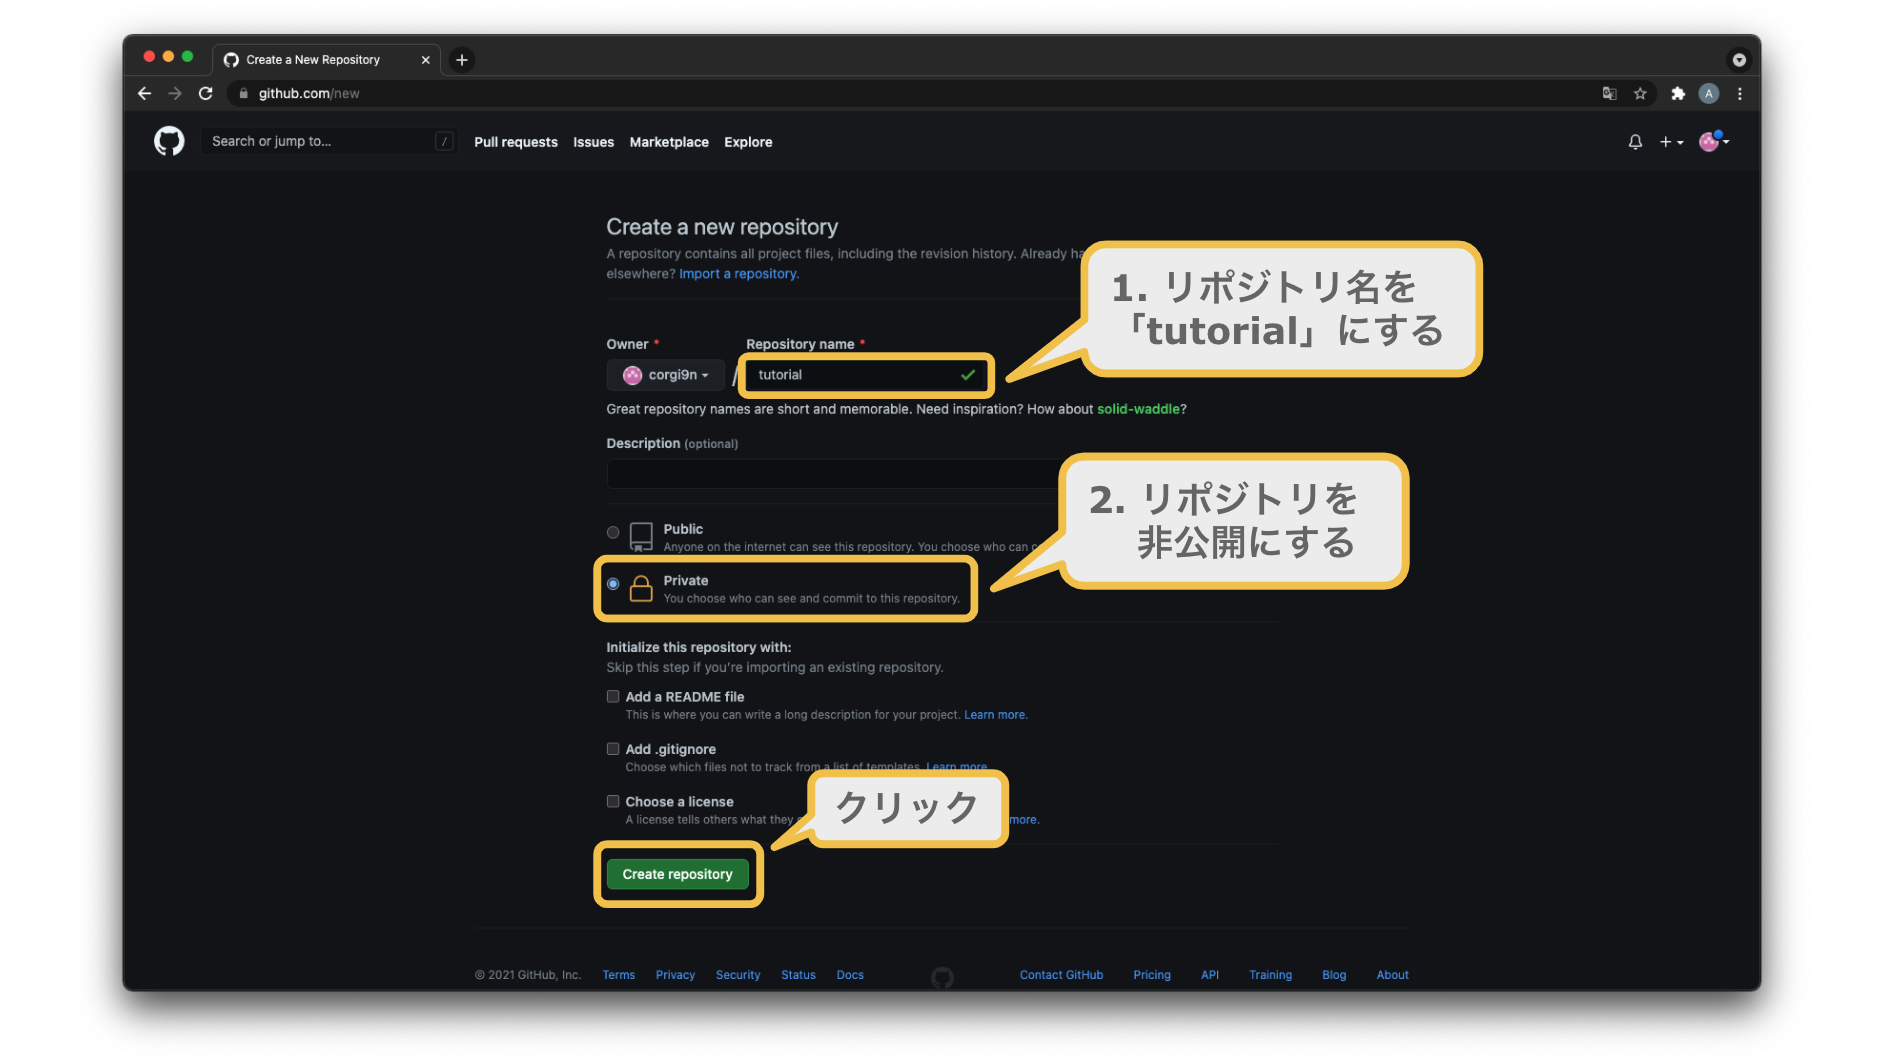 Create a New Repository
github.com/new
A
Search or jump to... /
Pull requests Issues Marketplace Explore
Create a new repository
A repository contains all project files, including the revision history. Already
elsewhere? Import a repository.
1. リポジトリ名を
「tutorial」にする
Owner * Repository name *
corgi9n / tutorial
Great repository names are short and memorable. Need inspiration? How about solid-waddle?
Description (optional)
2. リポジトリを
非公開にする
Public
Anyone on the internet can see this repository. You choose who can
Private
You choose who can see and commit to this repository.
Initialize this repository with:
Skip this step if you're importing an existing repository.
Add a README file
This is where you can write a long description for your project. Learn more.
Add .gitignore
Choose which files not to track from a list of templates. Learn more.
Choose a license
A license tells others what they more.
クリック
Create repository
© 2021 GitHub, Inc. Terms Privacy Security Status Docs Contact GitHub Pricing API Training Blog About